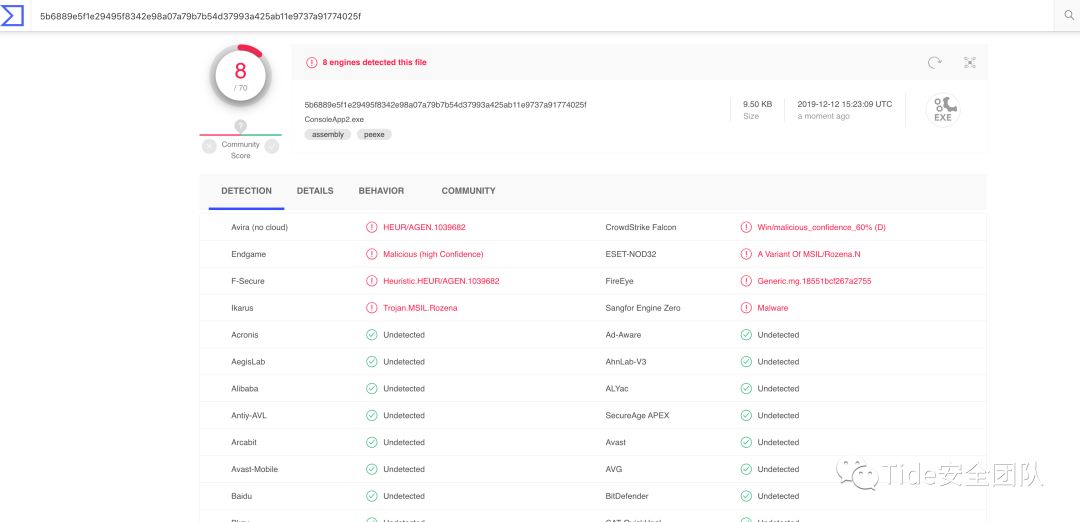 5b6889e5f1e29495f8342e98a07a79b7b54d37993a425ab11e9737a91774025f
8
/ 70
?
Community
Score
8 engines detected this file
5b6889e5f1e29495f8342e98a07a79b7b54d37993a425ab11e9737a91774025f
ConsoleApp2.exe
assembly peexe
9.50 KB
Size
2019-12-12 15:23:09 UTC
a moment ago
EXE
DETECTION DETAILS BEHAVIOR COMMUNITY
Avira (no cloud) HEUR/AGEN.1039682 CrowdStrike Falcon Win/malicious_confidence_60% (D)
Endgame Malicious (high Confidence) ESET-NOD32 A Variant Of MSIL/Rozena.N
F-Secure Heuristic.HEUR/AGEN.1039682 FireEye Generic.mg.18551bcf267a2755
Ikarus Trojan.MSIL.Rozena Sangfor Engine Zero Malware
Acronis Undetected Ad-Aware Undetected
AegisLab Undetected AhnLab-V3 Undetected
Alibaba Undetected ALYac Undetected
Antiy-AVL Undetected SecureAge APEX Undetected
Arcabit Undetected Avast Undetected
Avast-Mobile Undetected AVG Undetected
Baidu Undetected BitDefender Undetected
Tide安全团队